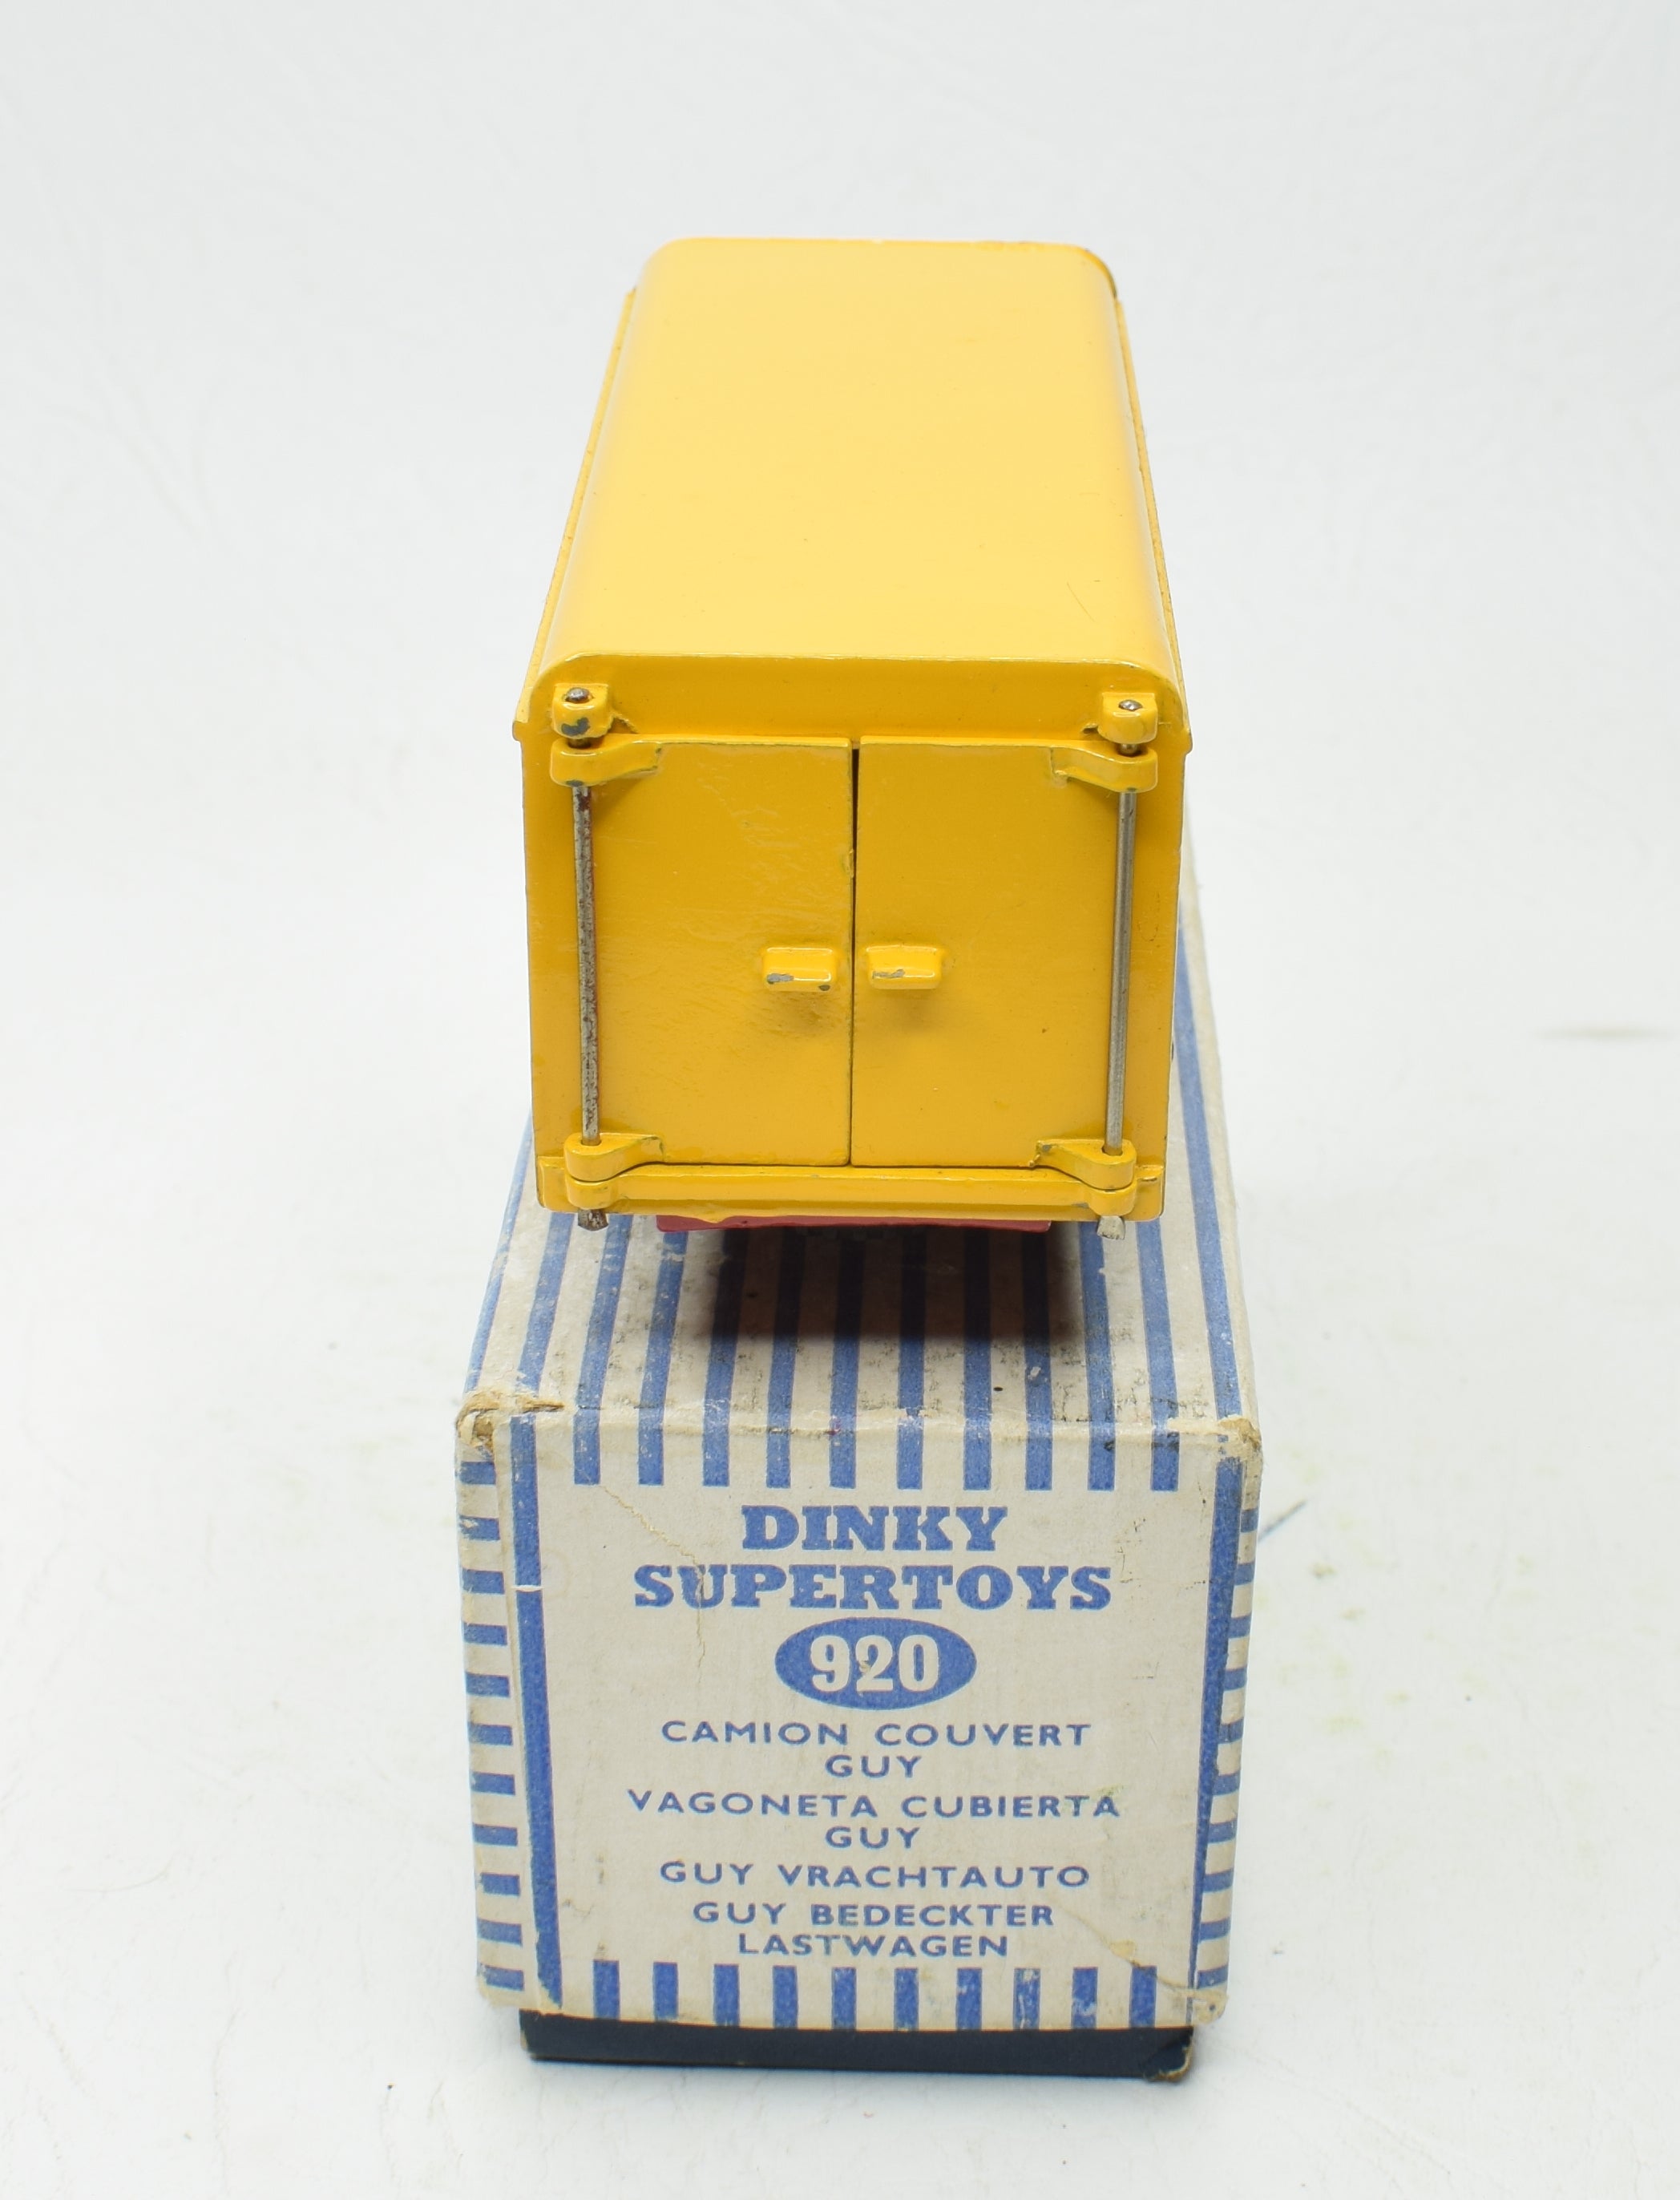 DINKY
SUPERTOYS
920
CAMION COUVERT
GUY
VAGONETA CUBIERTA
GUY
GUY VRACHTAUTO
GUY BEDECKTER
LASTWAGEN